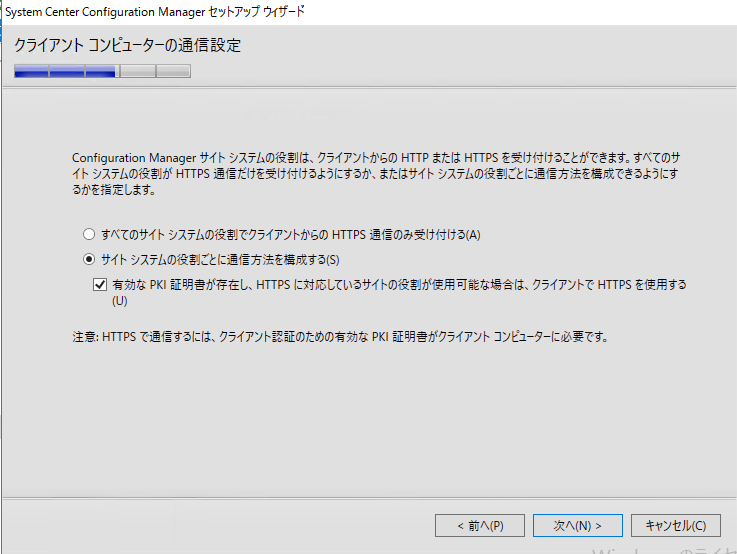 System Center Configuration Manager セットアップ ウィザード
クライアント コンピューターの通信設定
Configuration Manager サイト システムの役割は、クライアントからの HTTP または HTTPS を受け付けることができます。すべてのサ
イト システムの役割が HTTPS 通信だけを受け付けるようにするか、またはサイト システムの役割ごとに通信方法を構成できるようにす
るかを指定します。
すべてのサイト システムの役割でクライアントからの HTTPS 通信のみ受け付ける(A)
サイト システムの役割ごとに通信方法を構成する(S)
有効な PKI 証明書が存在し、HTTPS に対応しているサイトの役割が使用可能な場合は、クライアントで HTTPS を使用する
(U)
注意: HTTPS で通信するには、クライアント認証のための有効な PKI 証明書がクライアント コンピューターに必要です。
< 前へ(P)
次へ(N) >
キャンセル(C)